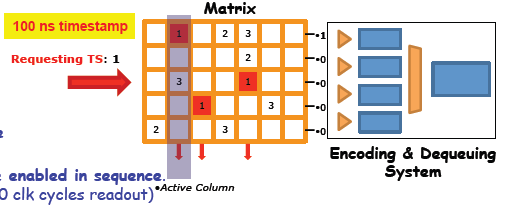 Matrix
100 ns timestamp
Requesting TS: 1
1 2 3 •1
2 •0
3 1 •0
1 3 •0
2 3 •0
e
e enabled in sequence.
0 clk cycles readout)
•Active Column
Encoding & Dequeuing
System